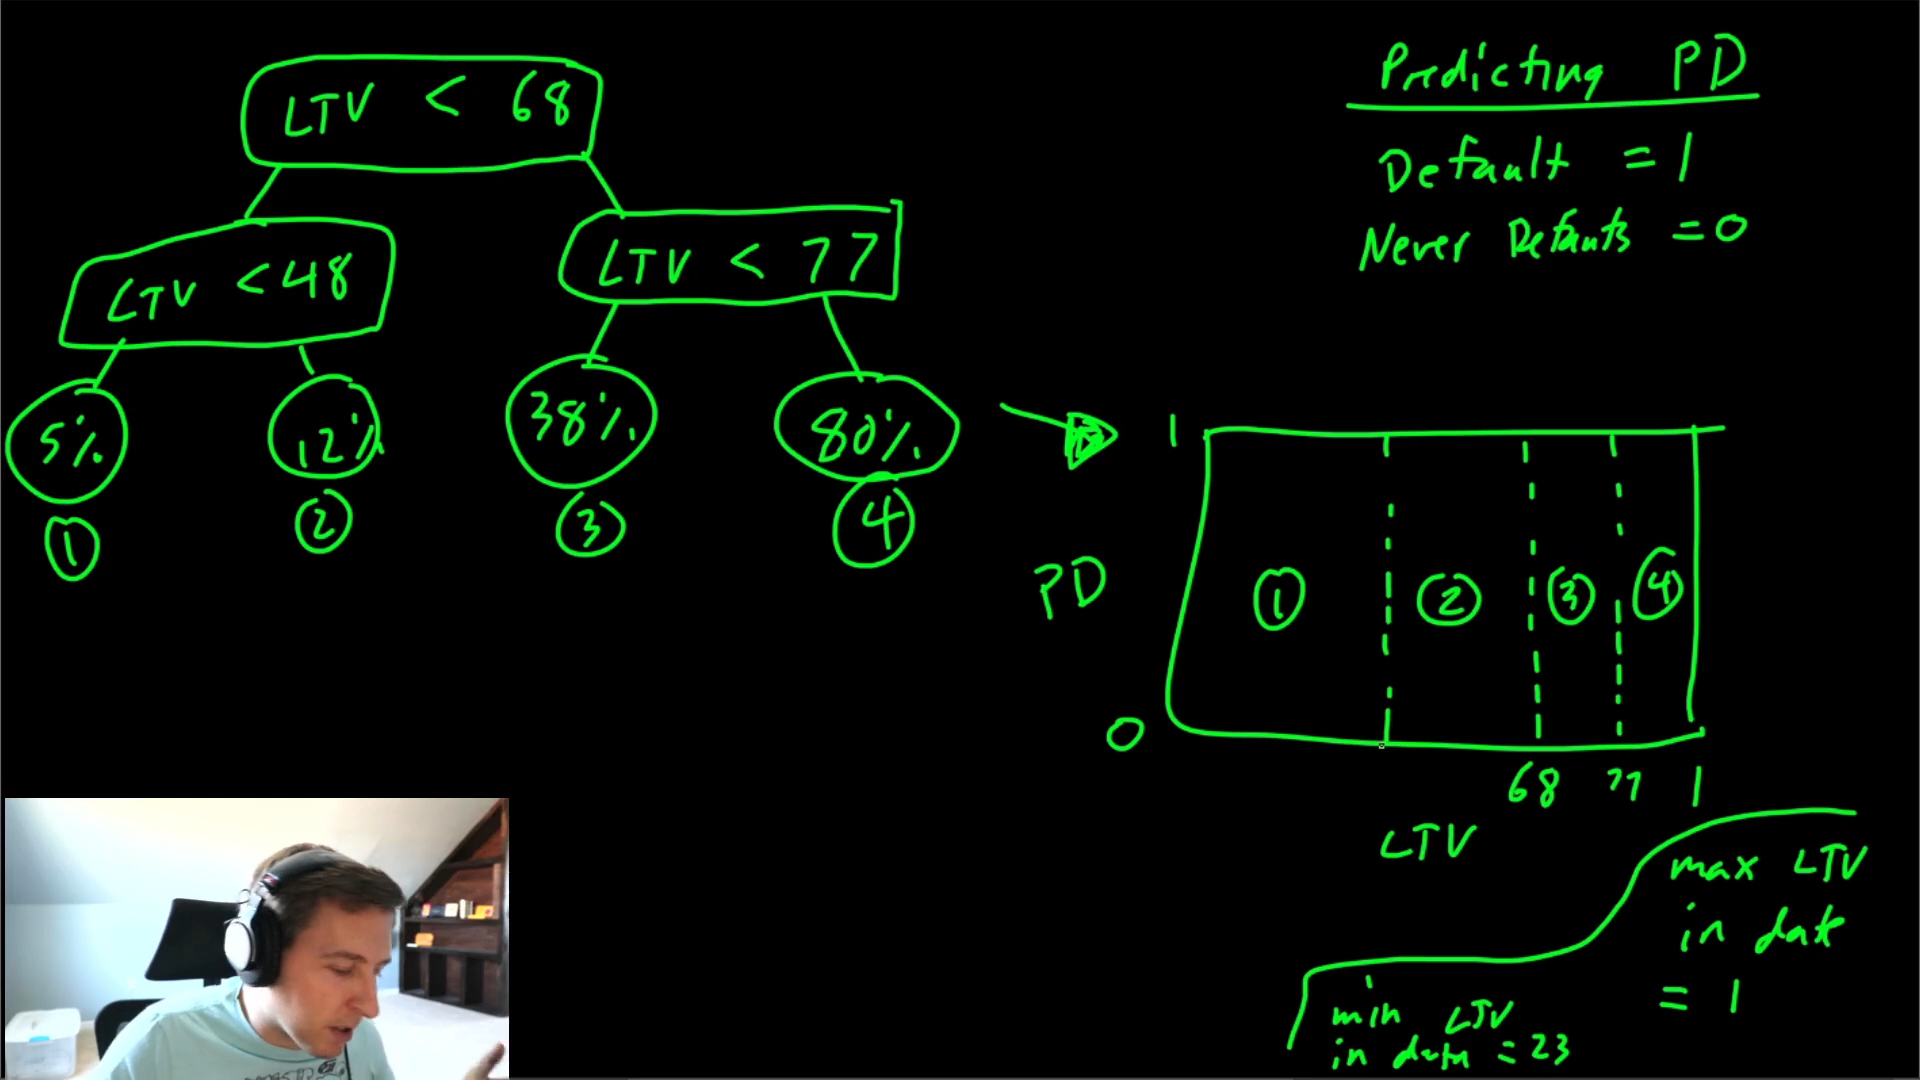 LTV < 68
LTV < 48
LTV < 77
5%
12%
38%
80%
1
2
3
4
Predicting PD
Default = 1
Never Defaults = 0
1
PD
0
1
2
3
4
68
77
1
LTV
max LTV
in data
= 1
min LTV
in data = 23